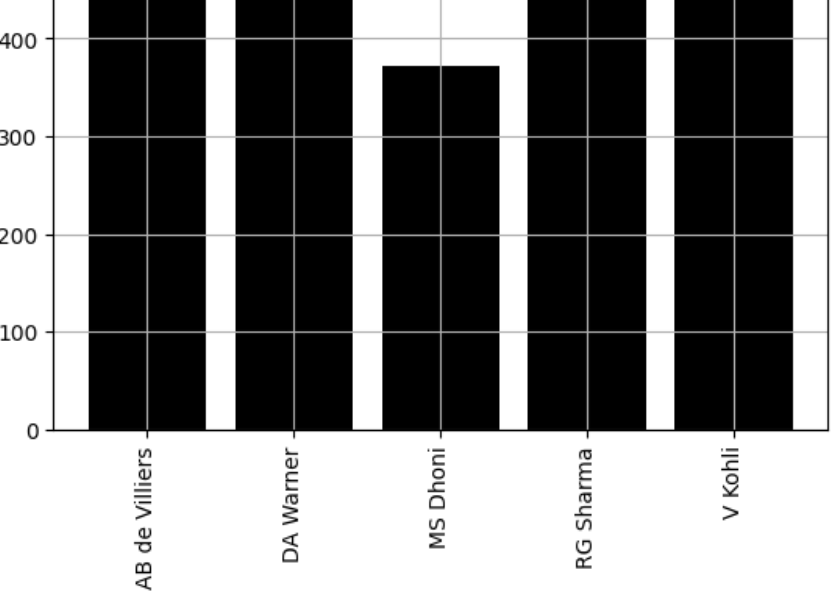 400
300
200
100
0
AB de Villiers
DA Warner
MS Dhoni
RG Sharma
V Kohli